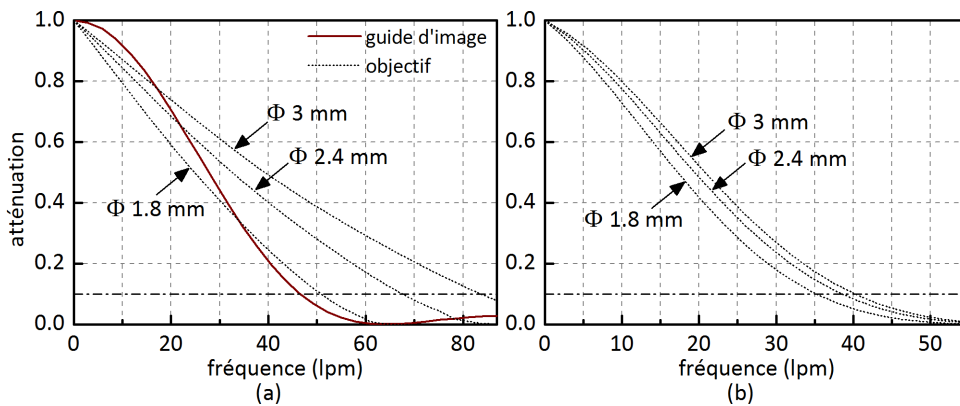 1.0
0.8
0.6
0.4
0.2
0.0
atténuation
0 20 40 60 80
fréquence (lpm)
(a)
guide d'image
objectif
Φ 3 mm
Φ 2.4 mm
Φ 1.8 mm
1.0
0.8
0.6
0.4
0.2
0.0
0 10 20 30 40 50
fréquence (lpm)
(b)
Φ 3 mm
Φ 2.4 mm
Φ 1.8 mm